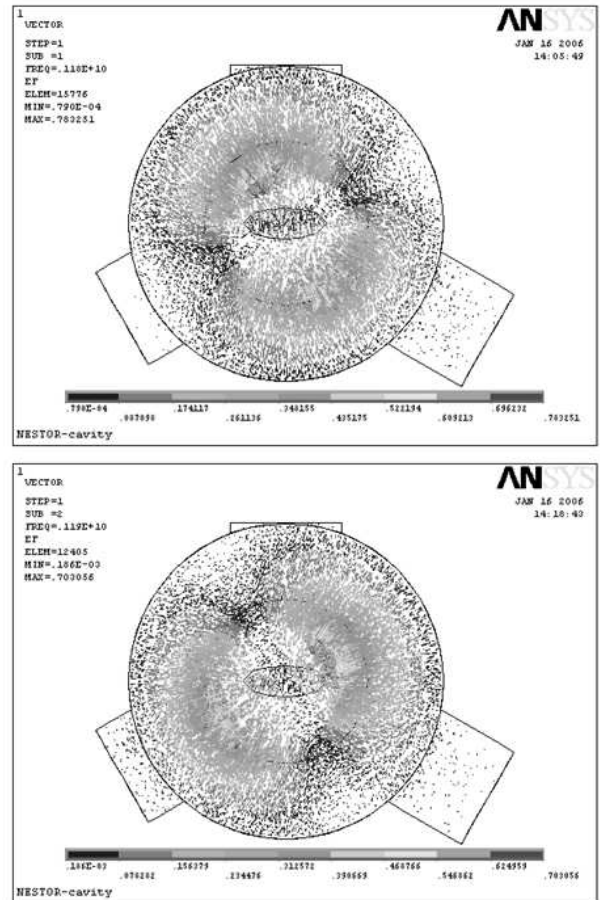 1
VECTOR
ANSYS
STEP=1
SUB =1
FREQ=.118E+10
EF
ELEM=15776
MIN=.790E-04
MAX=.783251
JAN 16 2006
14:05:49
.790E-04
.087098
.174117
.261136
.348155
.435175
.522194
.609213
.696232
.783251
NESTOR-cavity
1
VECTOR
ANSYS
STEP=1
SUB =2
FREQ=.119E+10
EF
ELEM=12405
MIN=.186E-03
MAX=.703056
JAN 16 2006
14:18:43
.186E-03
.078282
.156379
.234476
.312572
.390669
.468766
.546862
.624959
.703056
NESTOR-cavity